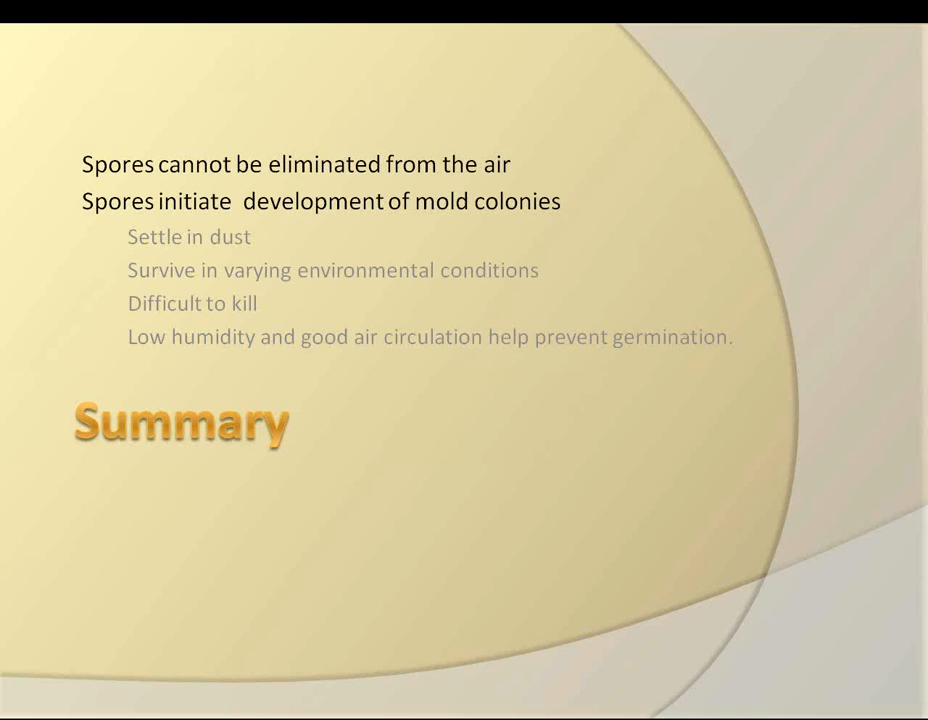 Spores cannot be eliminated from the air
Spores initiate  development of mold colonies
Settle in dust
Survive in varying environmental conditions
Difficult to kill
Low humidity and good air circulation help prevent germination.
Summary